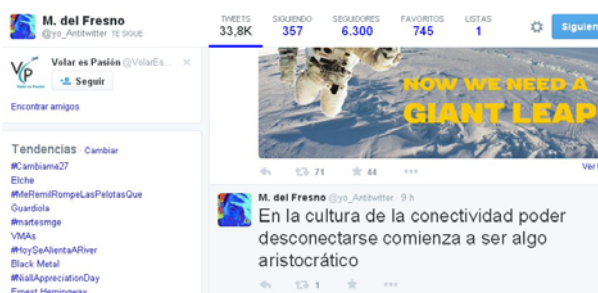 M. del Fresno
@yo_Antitwitter TE SIGUE
TWEETS
33,8K
SIGUIENDO
357
SEGUIDORES
6.300
FAVORITOS
745
LISTAS
1
Siguien
VP
Volar es Pasión @VolarEs...
Seguir
Encontrar amigos
Tendencias · Cambiar
#Cambiame27
Elche
#MeRemilRompeLasPelotasQue
Guardiola
#martesmge
VMAs
#HoySeAlientaARiver
Black Metal
#NiallAppreciationDay
Ernest Hemingway
NOW WE NEED A
GIANT LEAP
71
44
Ver
M. del Fresno @yo_Antitwitter · 9 h
En la cultura de la conectividad poder
desconectarse comienza a ser algo
aristocrático
1